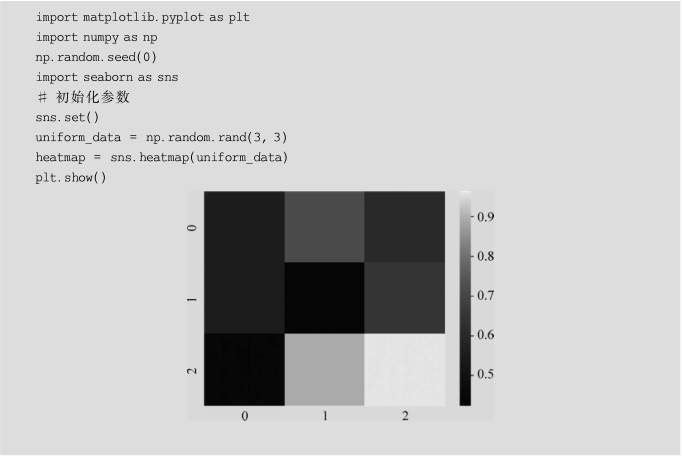 import matplotlib.pyplot as plt
import numpy as np
np.random.seed(0)
import seaborn as sns
# 初始化参数
sns.set()
uniform_data = np.random.rand(3, 3)
heatmap = sns.heatmap(uniform_data)
plt.show()
0
1
2
0 1 2
0.9
0.8
0.7
0.6
0.5